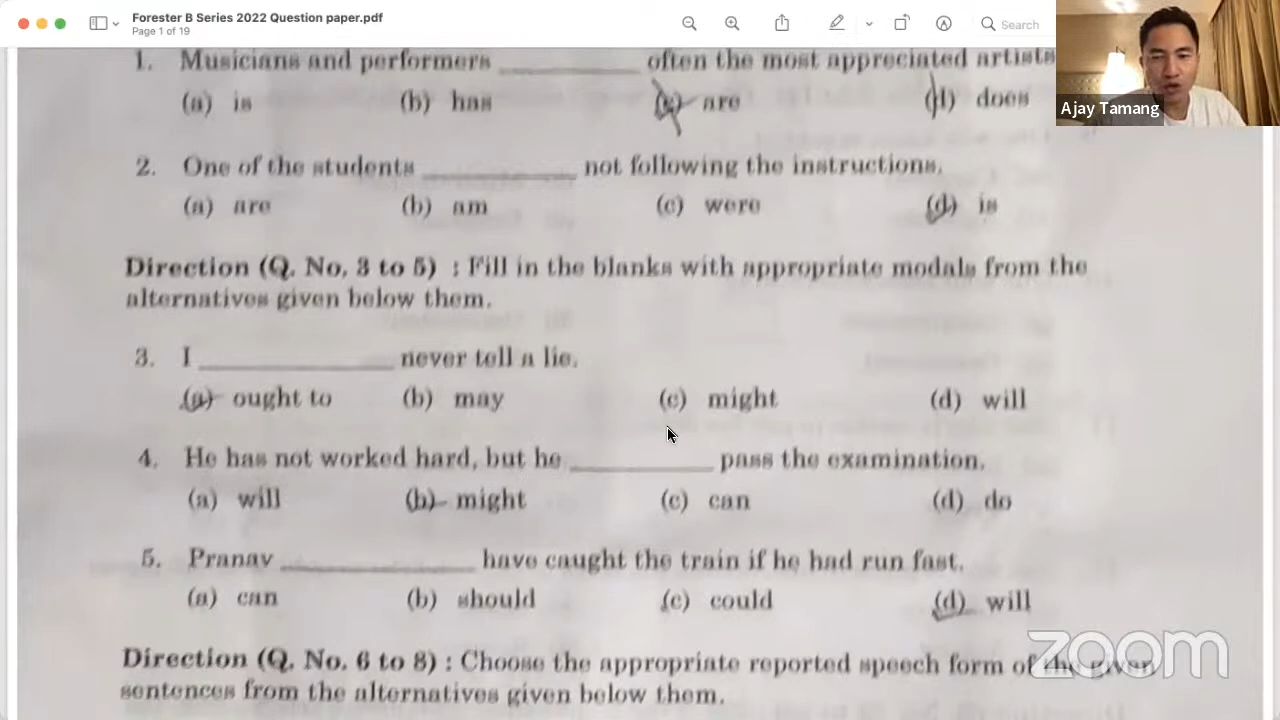 Forester B Series 2022 Question paper.pdf
Page 1 of 19
Search
Ajay Tamang
1. Musicians and performers __________ often the most appreciated artists
(a) is (b) has (c) are (d) does
2. One of the students __________ not following the instructions.
(a) are (b) am (c) were (d) is
Direction (Q. No. 3 to 5) : Fill in the blanks with appropriate modals from the
alternatives given below them.
3. I __________ never tell a lie.
(a) ought to (b) may (c) might (d) will
4. He has not worked hard, but he __________ pass the examination.
(a) will (b) might (c) can (d) do
5. Pranav __________ have caught the train if he had run fast.
(a) can (b) should (c) could (d) will
Direction (Q. No. 6 to 8) : Choose the appropriate reported speech form of the given
sentences from the alternatives given below them.
zoom